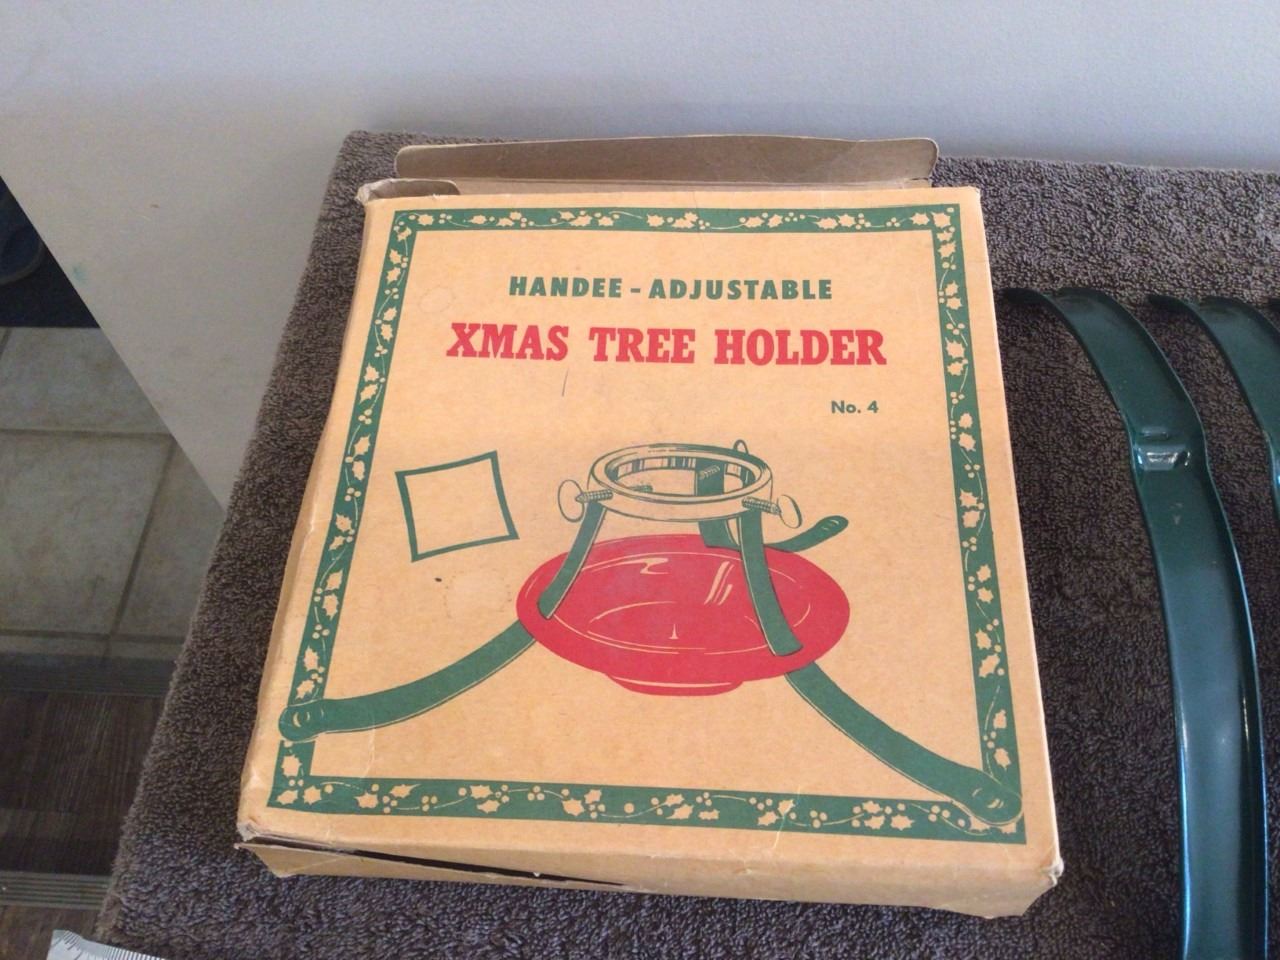 HANDEE - ADJUSTABLE
XMAS TREE HOLDER
No. 4